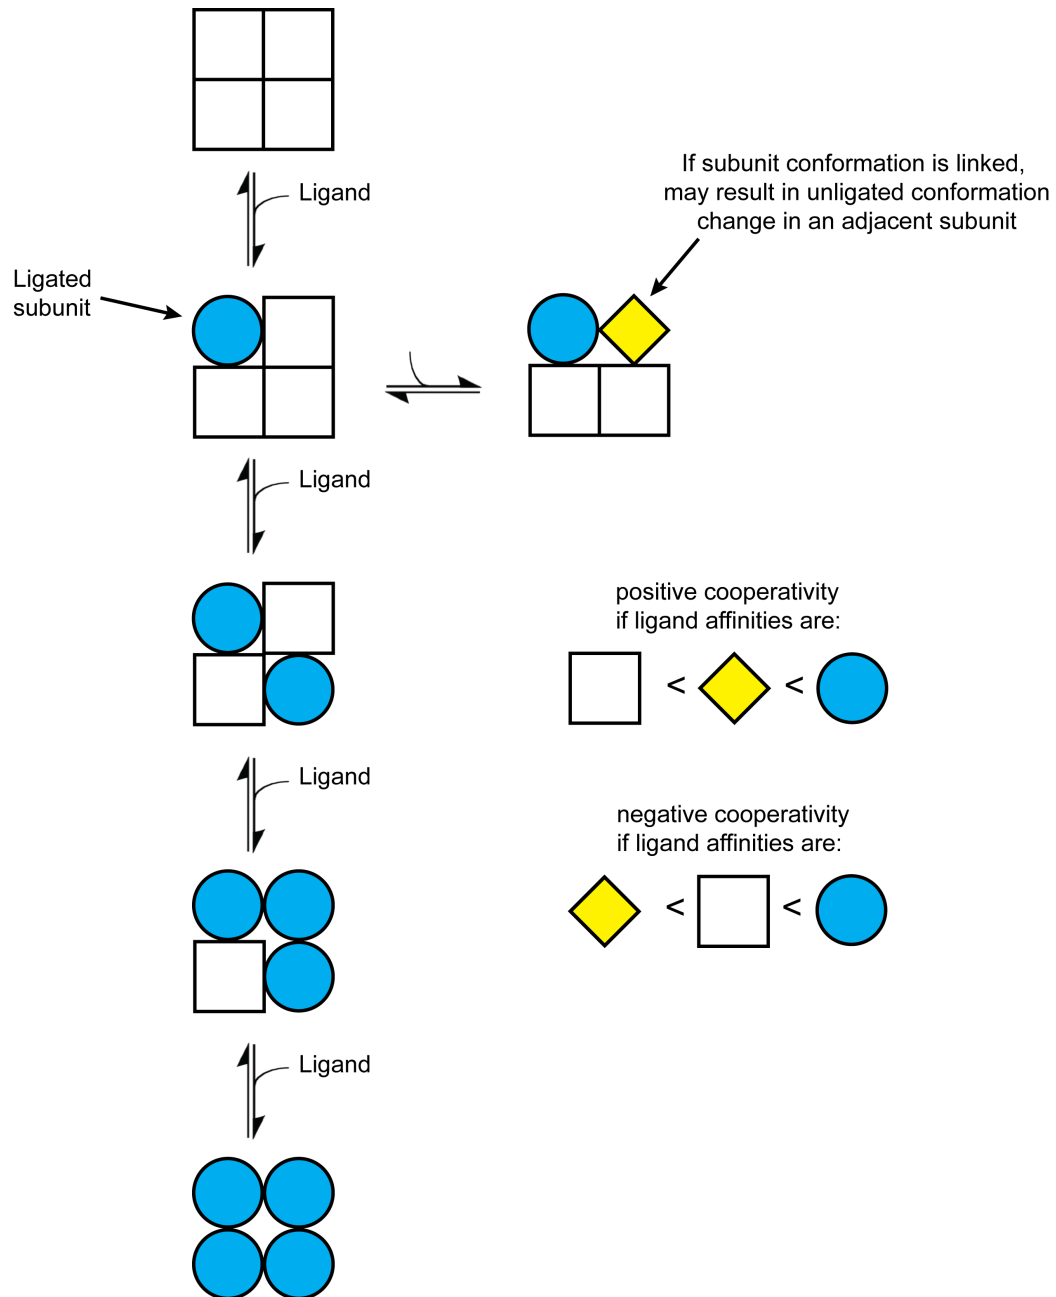 Ligand
If subunit conformation is linked,
may result in unligated conformation
change in an adjacent subunit
Ligated
subunit
Ligand
positive cooperativity
if ligand affinities are:
< <
Ligand
negative cooperativity
if ligand affinities are:
< <
Ligand